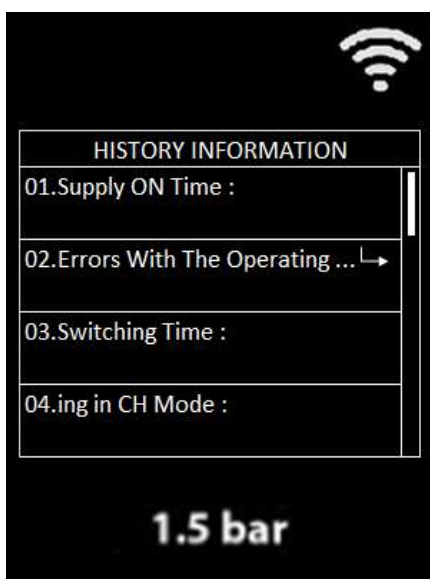 HISTORY INFORMATION
01.Supply ON Time :
02.Errors With The Operating ...
03.Switching Time :
04.ing in CH Mode :
1.5 bar